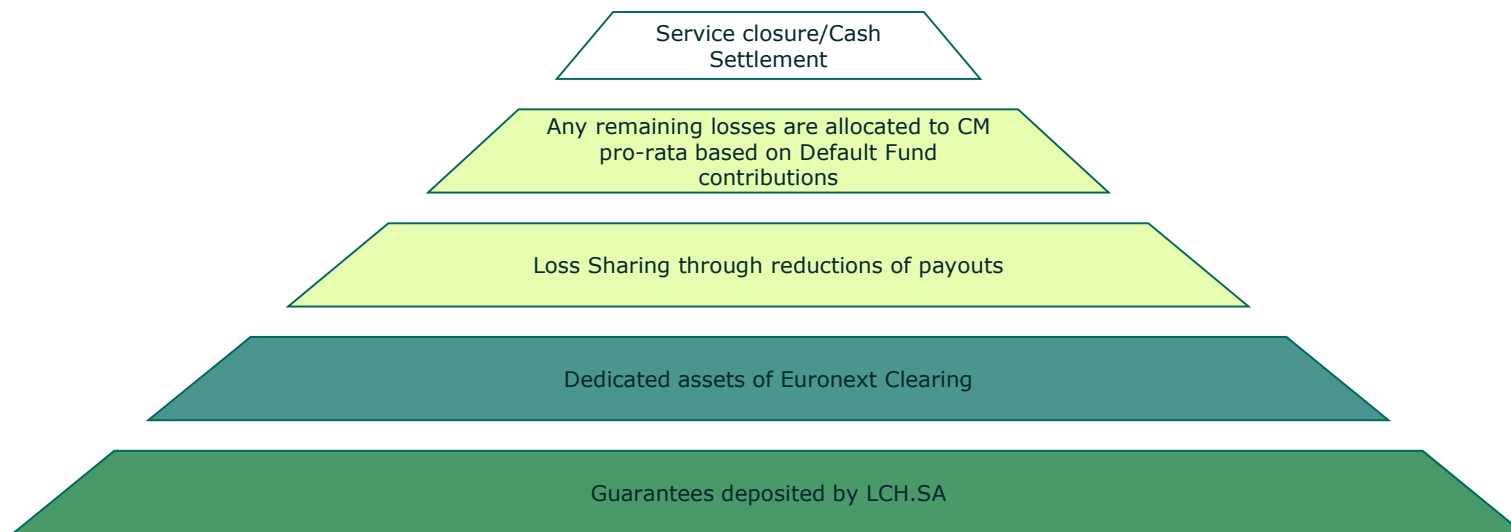 Service closure/Cash
Settlement
Any remaining losses are allocated to CM
pro-rata based on Default Fund
contributions
Loss Sharing through reductions of payouts
Dedicated assets of Euronext Clearing
Guarantees deposited by LCH.SA